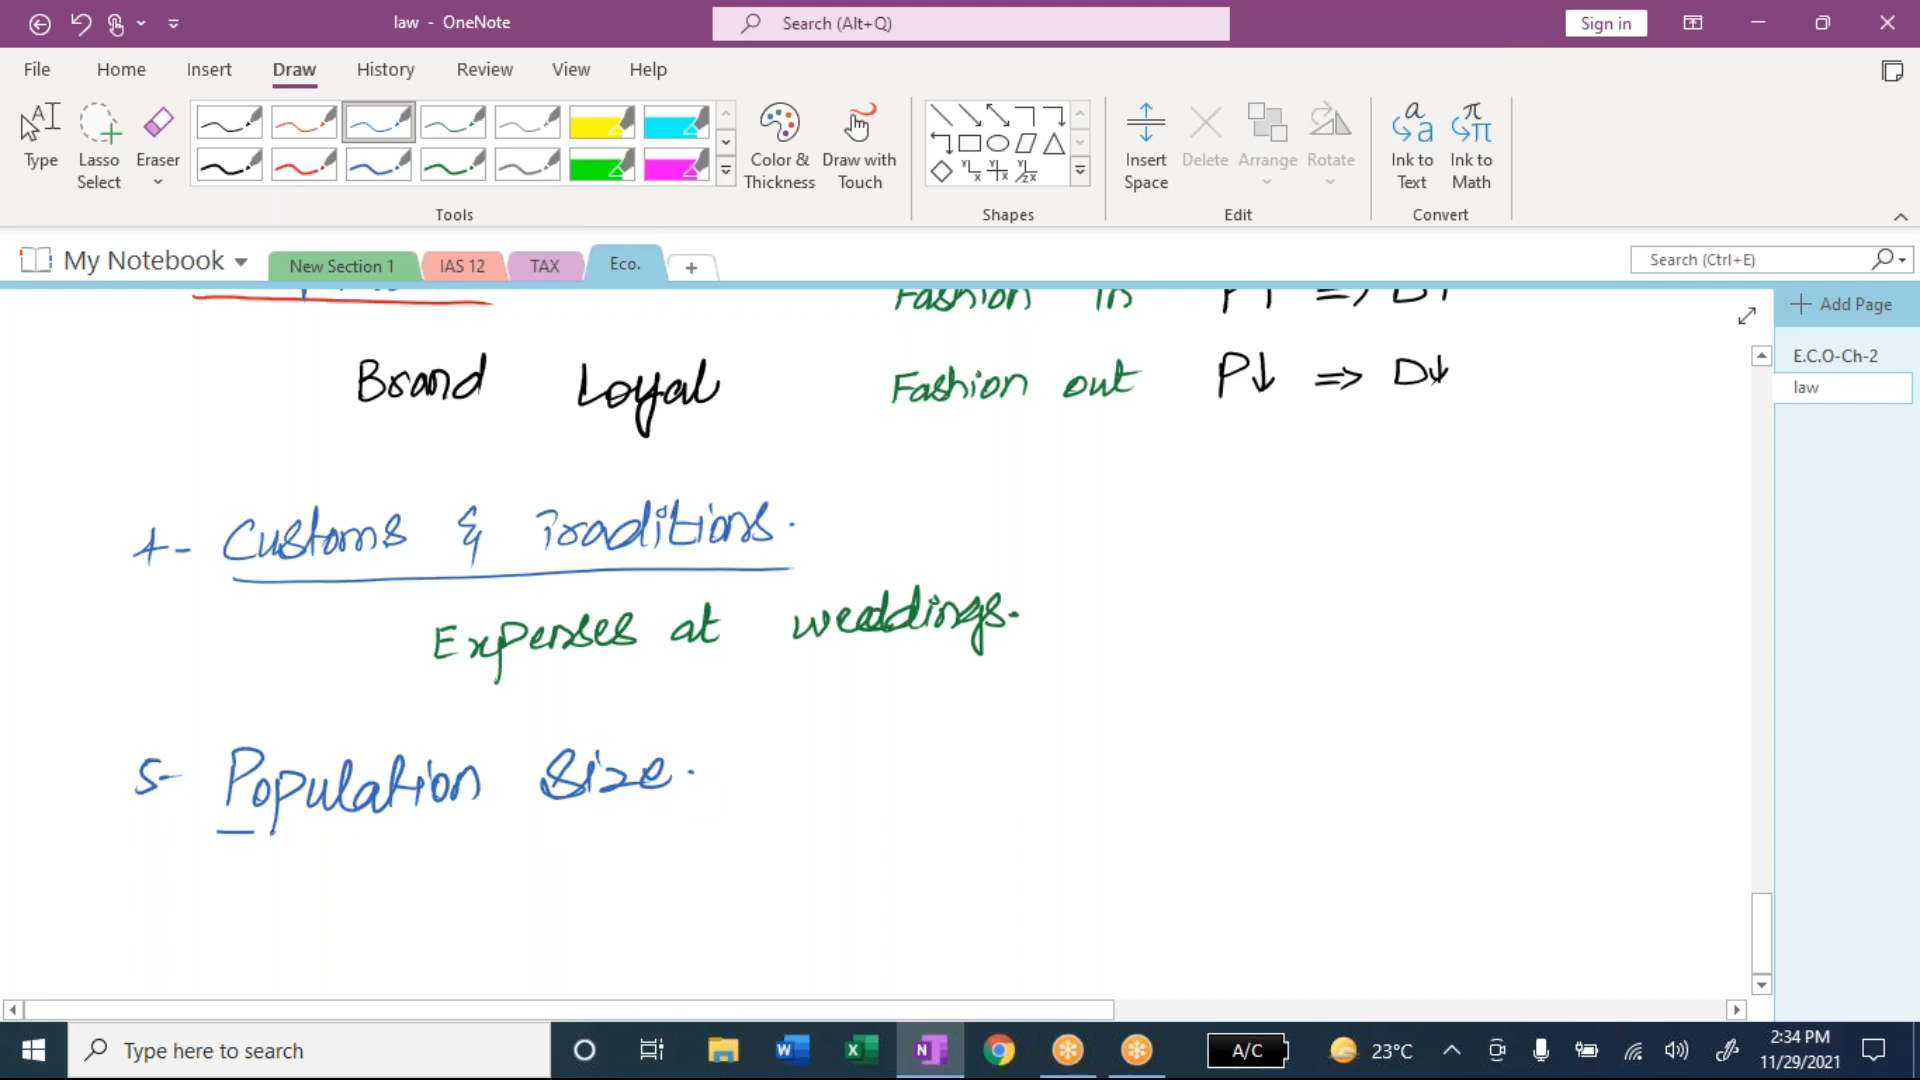 law - OneNote
Search (Alt+Q)
Sign in
File Home Insert Draw History Review View Help
Type
Lasso Select
Eraser
Color & Thickness
Draw with Touch
Insert Space
Delete
Arrange
Rotate
Ink to Text
Ink to Math
Tools
Shapes
Edit
Convert
My Notebook
New Section 1
IAS 12
TAX
Eco.
Search (Ctrl+E)
Add Page
E.C.O-Ch-2
law
Fashion in P↑ => D↑
Brand Loyal
Fashion out P↓ => D↓
4- Customs & Traditions.
Expenses at weddings.
5- Population Size.
Type here to search
A/C
23°C
2:34 PM
11/29/2021